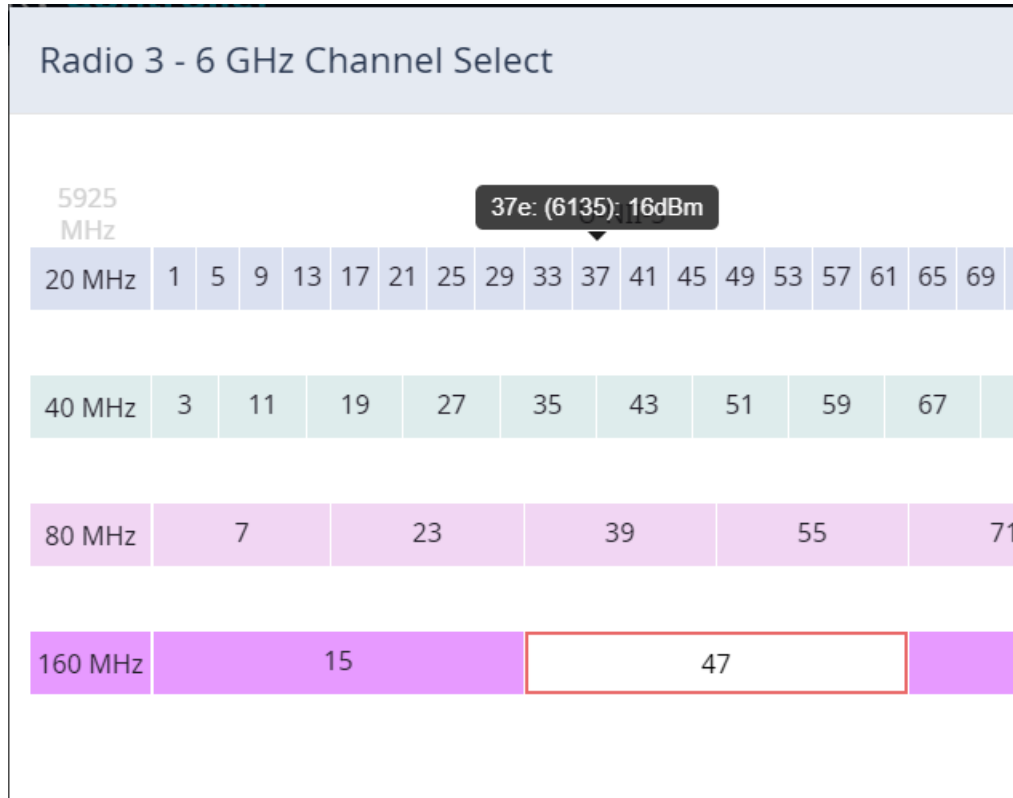 Radio 3 - 6 GHz Channel Select
5925
MHz
37e: (6135): 16dBm
20 MHz 1 5 9 13 17 21 25 29 33 37 41 45 49 53 57 61 65 69
40 MHz 3 11 19 27 35 43 51 59 67
80 MHz 7 23 39 55 71
160 MHz 15 47